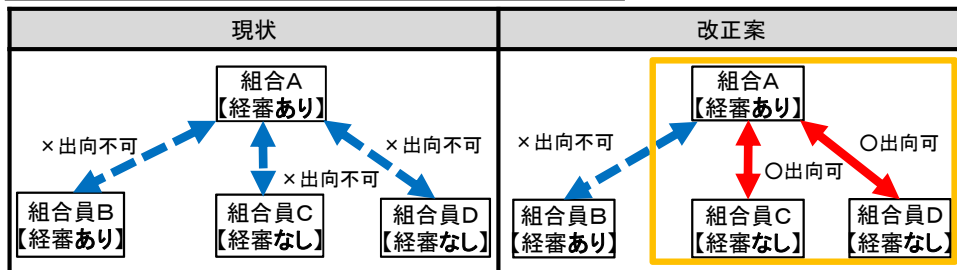 現状
組合A
【経審あり】
×出向不可
×出向不可
×出向不可
組合員B
【経審あり】
組合員C
【経審なし】
組合員D
【経審なし】
改正案
組合A
【経審あり】
×出向不可
〇出向可
〇出向可
組合員B
【経審あり】
組合員C
【経審なし】
組合員D
【経審なし】